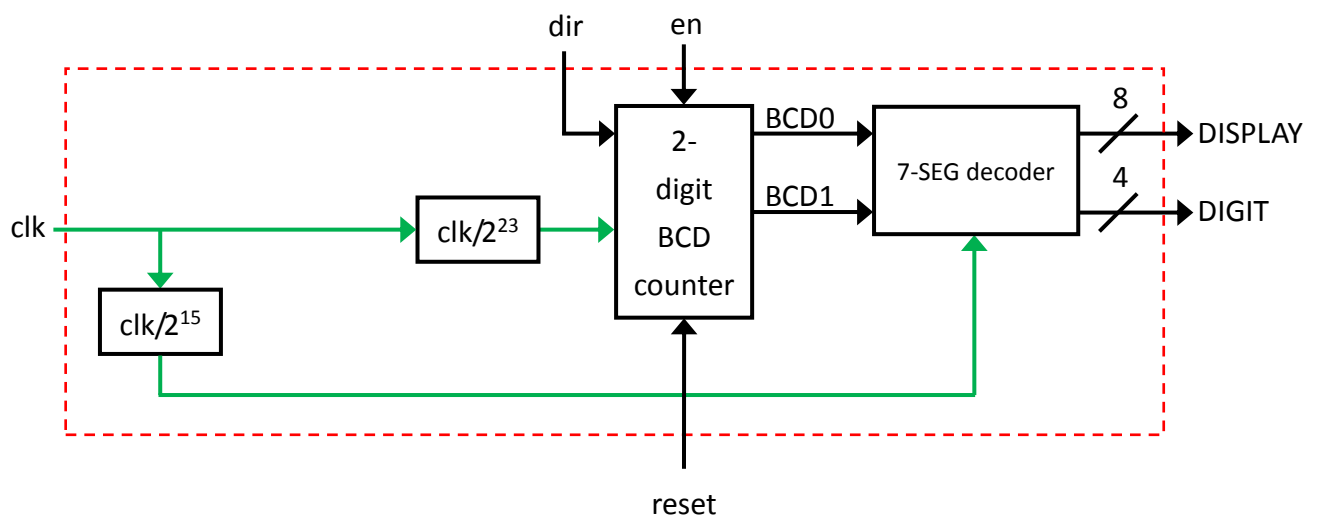 dir
en
8
BCD0
DISPLAY
2-
digit
BCD
counter
7-SEG decoder
4
BCD1
DIGIT
clk
clk/2²³
clk/2¹⁵
reset